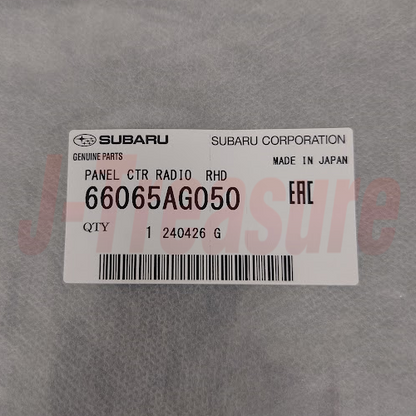 SUBARU SUBARU CORPORATION
GENUINE PARTS MADE IN JAPAN
PANEL CTR RADIO RHD
66065AG050 EAC
QTY 1 240426 G
J-Treasure